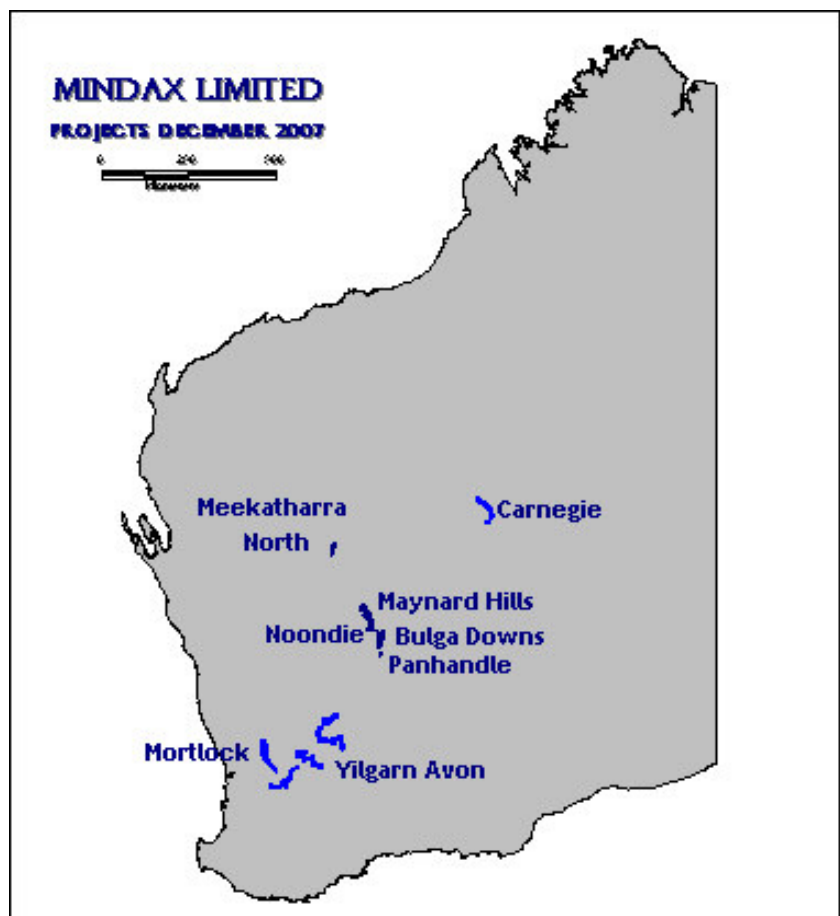 MINDAX LIMITED
PROJECTS DECEMBER 2007
Meekatharra
North
Carnegie
Maynard Hills
Noondie
Bulga Downs
Panhandle
Mortlock
Yilgarn Avon